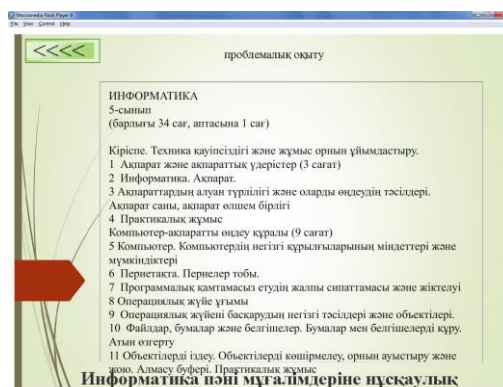 Macromedia Flash Player 8
File View Control Help
<<<<
проблемалық оқыту
ИНФОРМАТИКА
5-сынып
(барлығы 34 сағ, аптасына 1 сағ)
Кіріспе. Техника қауіпсіздігі және жұмыс орнын ұйымдастыру.
1 Ақпарат және ақпараттық үдерістер (3 сағат)
2 Информатика. Ақпарат.
3 Ақпараттардың алуан түрлілігі және оларды өңдеудің тәсілдері.
Ақпарат саны, ақпарат өлшем бірлігі
4 Практикалық жұмыс
Компьютер-ақпаратты өңдеу құралы (9 сағат)
5 Компьютер. Компьютердің негізгі құрылғыларының міндеттері және
мүмкіндіктері
6 Пернетақта. Пернелер тобы.
7 Программалық қамтамасыз етудің жалпы сипаттамасы және жіктелуі
8 Операциялық жүйе ұғымы
9 Операциялық жүйені басқарудың негізгі тәсілдері және объектілері.
10 Файлдар, бумалар және белгішелер. Бумалар мен белгішелерді құру.
Атын өзгерту
11 Объектілерді іздеу. Объектілерді көшірмелеу, орнын ауыстыру және
жою. Алмасу буфері. Практикалық жұмыс
Информатика пәні мұғалімдеріне нұсқаулық